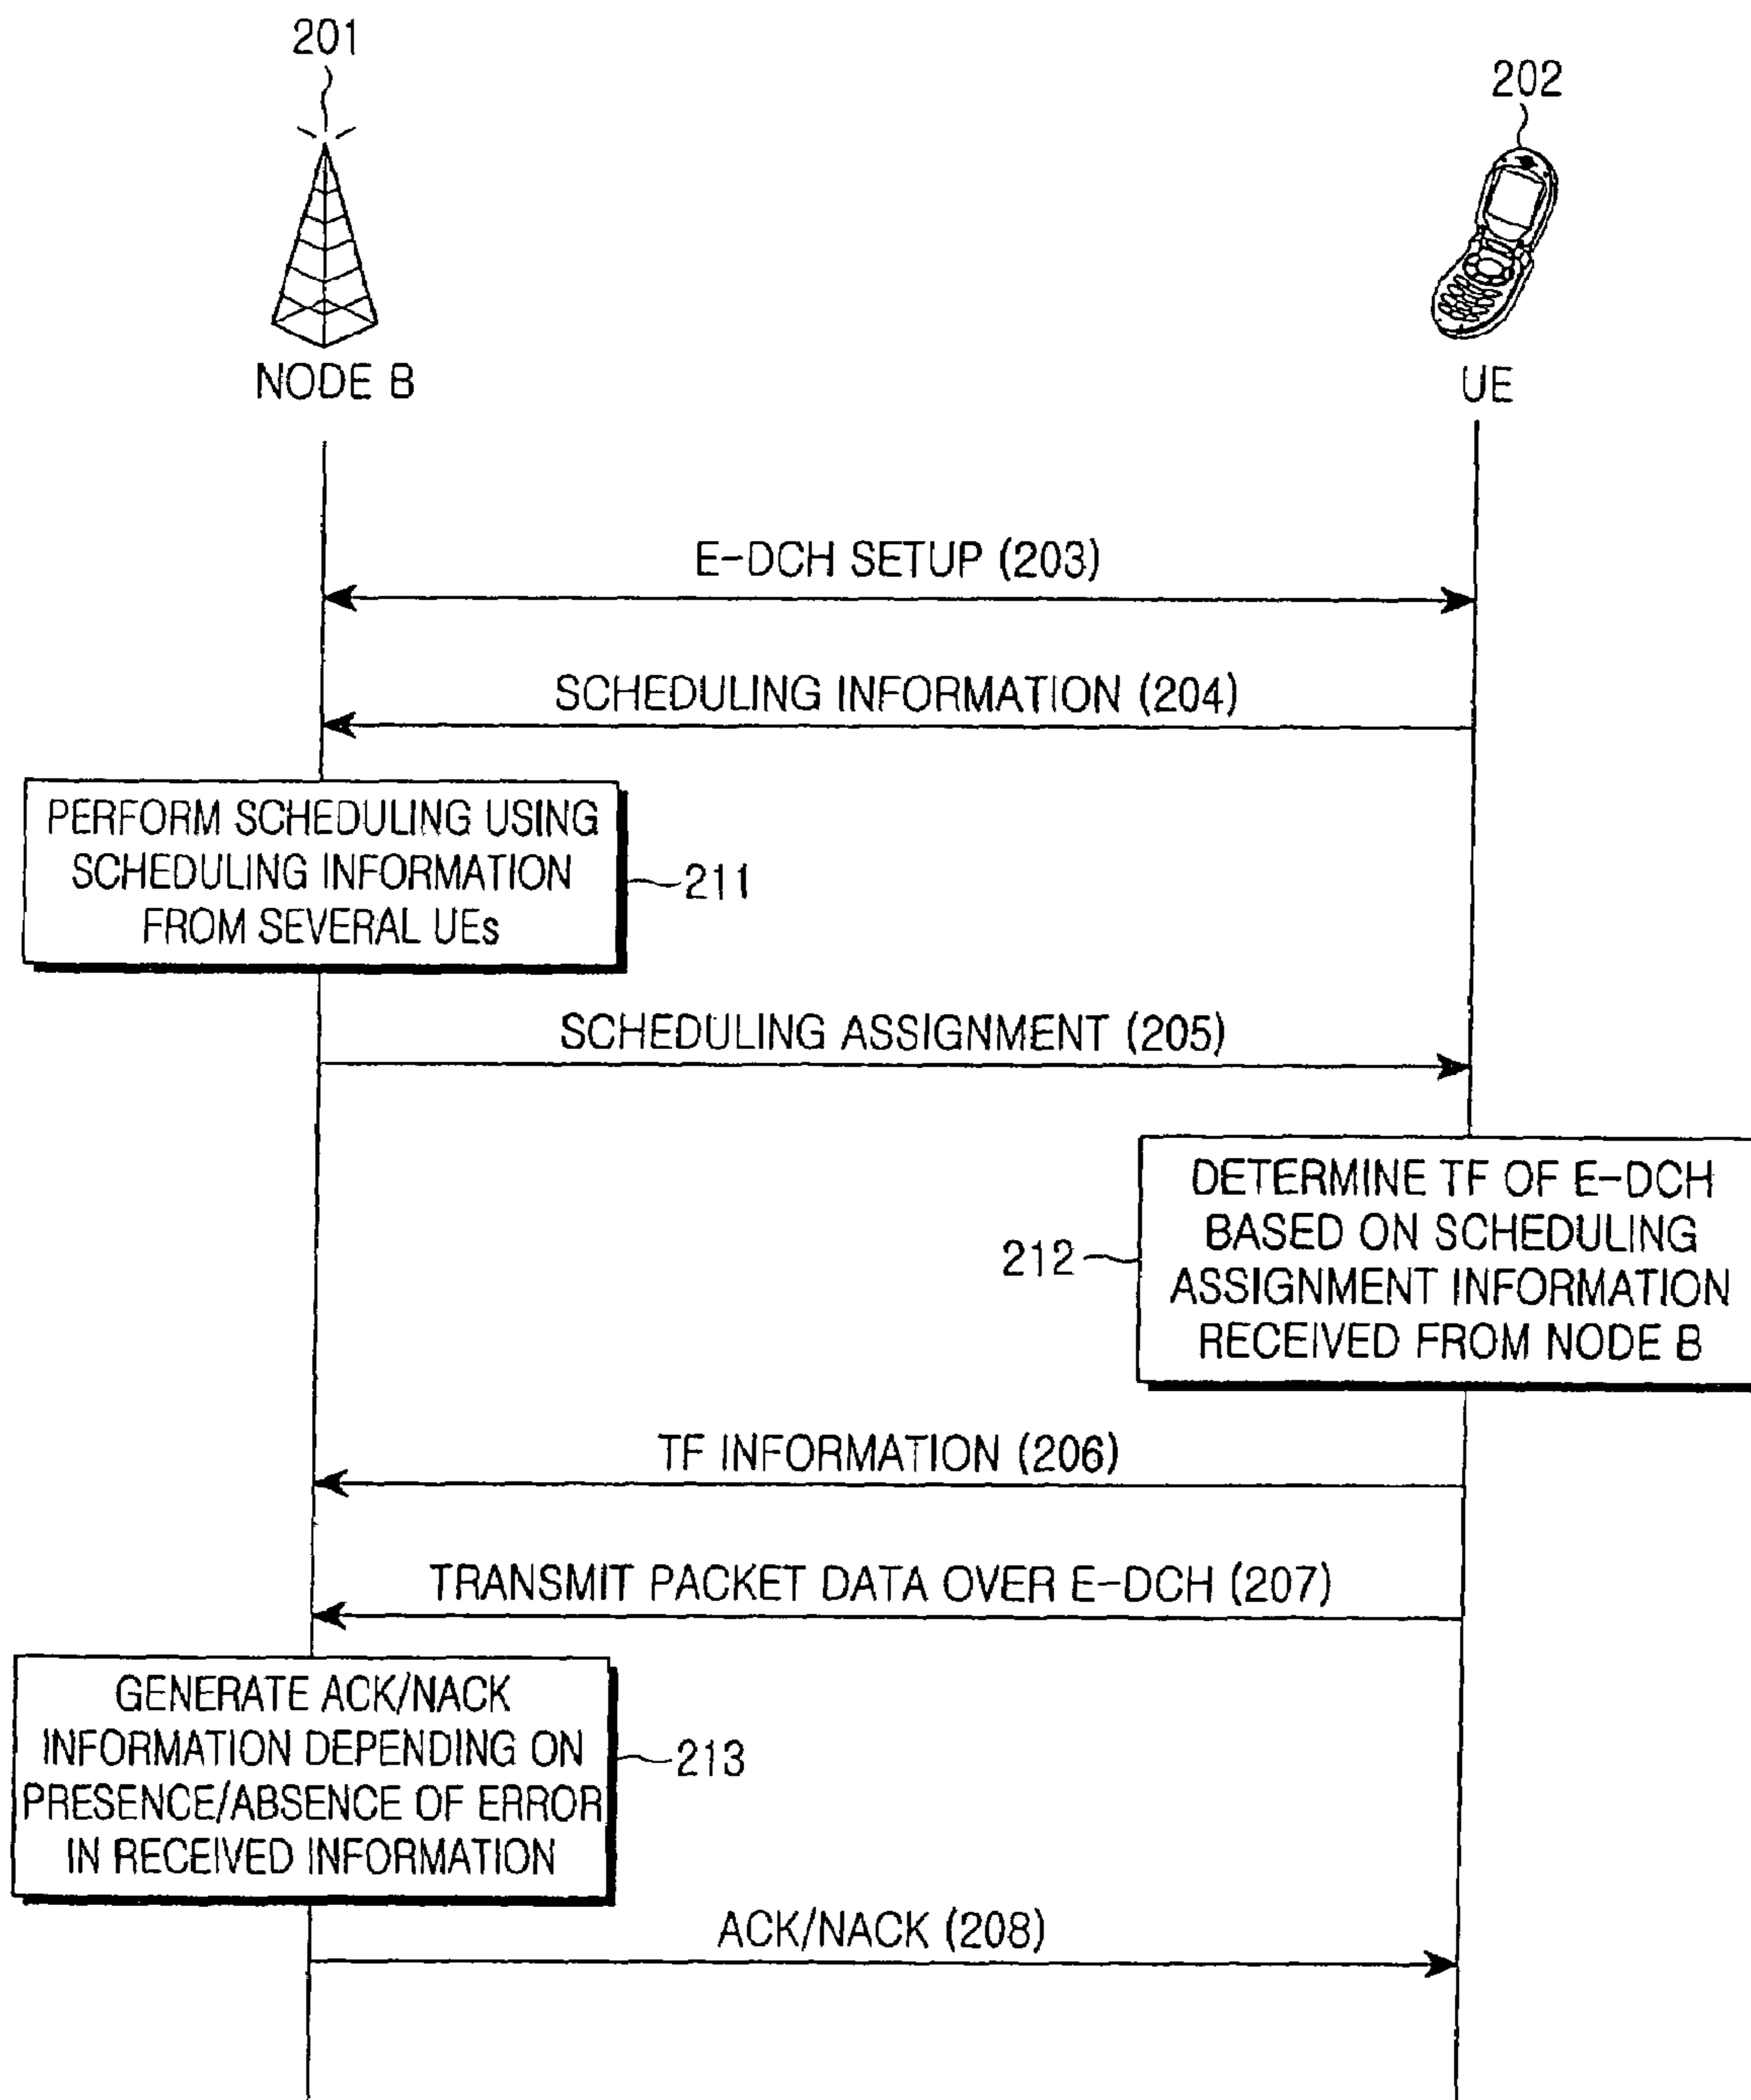 201
202
NODE B
UE
E-DCH SETUP (203)
SCHEDULING INFORMATION (204)
PERFORM SCHEDULING USING
SCHEDULING INFORMATION
FROM SEVERAL UEs
211
SCHEDULING ASSIGNMENT (205)
DETERMINE TF OF E-DCH
BASED ON SCHEDULING
ASSIGNMENT INFORMATION
RECEIVED FROM NODE B
212
TF INFORMATION (206)
TRANSMIT PACKET DATA OVER E-DCH (207)
GENERATE ACK/NACK
INFORMATION DEPENDING ON
PRESENCE/ABSENCE OF ERROR
IN RECEIVED INFORMATION
213
ACK/NACK (208)